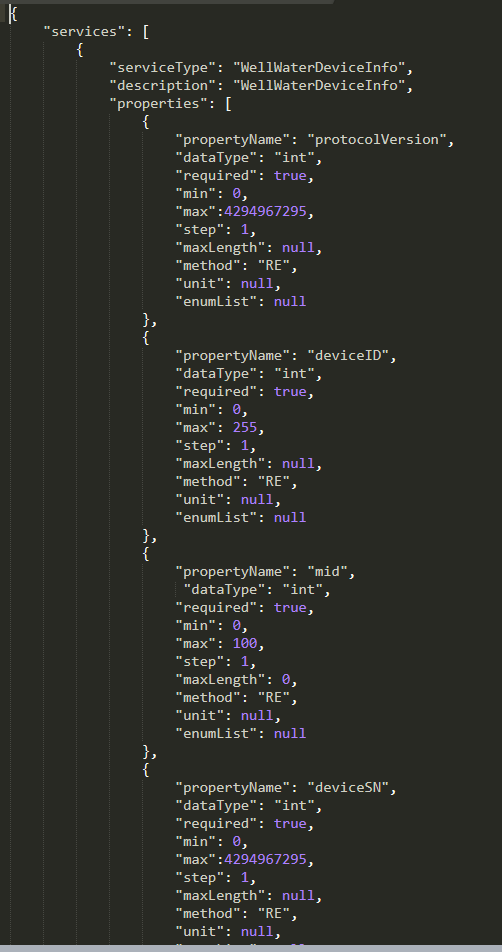 {
    "services": [
        {
            "serviceType": "WellWaterDeviceInfo",
            "description": "WellWaterDeviceInfo",
            "properties": [
                {
                    "propertyName": "protocolVersion",
                    "dataType": "int",
                    "required": true,
                    "min": 0,
                    "max":4294967295,
                    "step": 1,
                    "maxLength": null,
                    "method": "RE",
                    "unit": null,
                    "enumList": null
                },
                {
                    "propertyName": "deviceID",
                    "dataType": "int",
                    "required": true,
                    "min": 0,
                    "max": 255,
                    "step": 1,
                    "maxLength": null,
                    "method": "RE",
                    "unit": null,
                    "enumList": null
                },
                {
                    "propertyName": "mid",
                     "dataType": "int",
                    "required": true,
                    "min": 0,
                    "max": 100,
                    "step": 1,
                    "maxLength": 0,
                    "method": "RE",
                    "unit": null,
                    "enumList": null
                },
                {
                    "propertyName": "deviceSN",
                    "dataType": "int",
                    "required": true,
                    "min": 0,
                    "max":4294967295,
                    "step": 1,
                    "maxLength": null,
                    "method": "RE",
                    "unit": null,